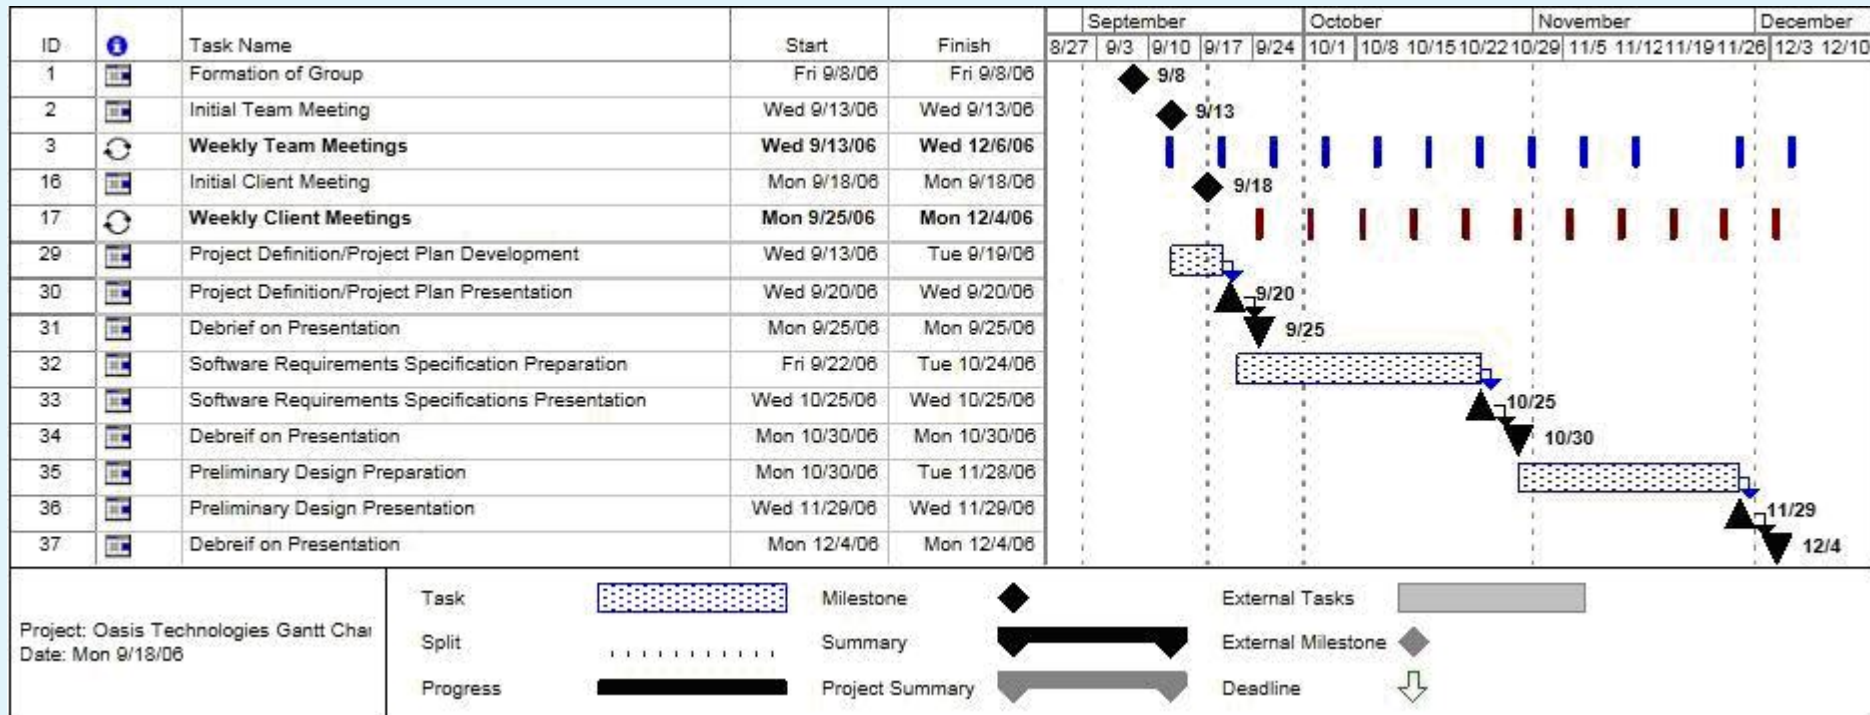 September October November December
ID Task Name Start Finish 8/27 9/3 9/10 9/17 9/24 10/1 10/8 10/15 10/22 10/29 11/5 11/12 11/19 11/26 12/3 12/10
1 Formation of Group Fri 9/8/06 Fri 9/8/06 9/8
2 Initial Team Meeting Wed 9/13/06 Wed 9/13/06 9/13
3 Weekly Team Meetings Wed 9/13/06 Wed 12/6/06
16 Initial Client Meeting Mon 9/18/06 Mon 9/18/06 9/18
17 Weekly Client Meetings Mon 9/25/06 Mon 12/4/06
29 Project Definition/Project Plan Development Wed 9/13/06 Tue 9/19/06
30 Project Definition/Project Plan Presentation Wed 9/20/06 Wed 9/20/06 9/20
31 Debrief on Presentation Mon 9/25/06 Mon 9/25/06 9/25
32 Software Requirements Specification Preparation Fri 9/22/06 Tue 10/24/06
33 Software Requirements Specifications Presentation Wed 10/25/06 Wed 10/25/06 10/25
34 Debreif on Presentation Mon 10/30/06 Mon 10/30/06 10/30
35 Preliminary Design Preparation Mon 10/30/06 Tue 11/28/06
36 Preliminary Design Presentation Wed 11/29/06 Wed 11/29/06 11/29
37 Debreif on Presentation Mon 12/4/06 Mon 12/4/06 12/4
Project: Oasis Technologies Gantt Char
Date: Mon 9/18/06
Task Milestone External Tasks
Split Summary External Milestone
Progress Project Summary Deadline